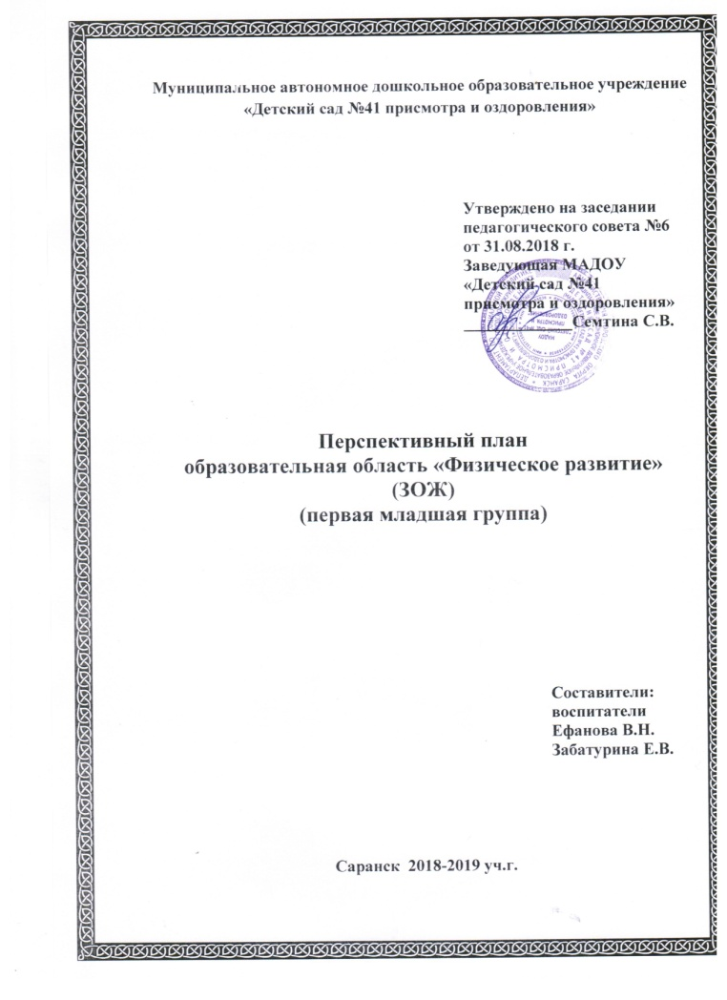 Муниципальное автономное дошкольное образовательное учреждение
«Детский сад №41 присмотра и оздоровления»
Утверждено на заседании
педагогического совета №6
от 31.08.2018 г.
Заведующая МАДОУ
«Детский сад №41
присмотра и оздоровления»
Семтина С.В.
Перспективный план
образовательная область «Физическое развитие»
(ЗОЖ)
(первая младшая группа)
Составители:
воспитатели
Ефанова В.Н.
Забатурина Е.В.
Саранск 2018-2019 уч.г.